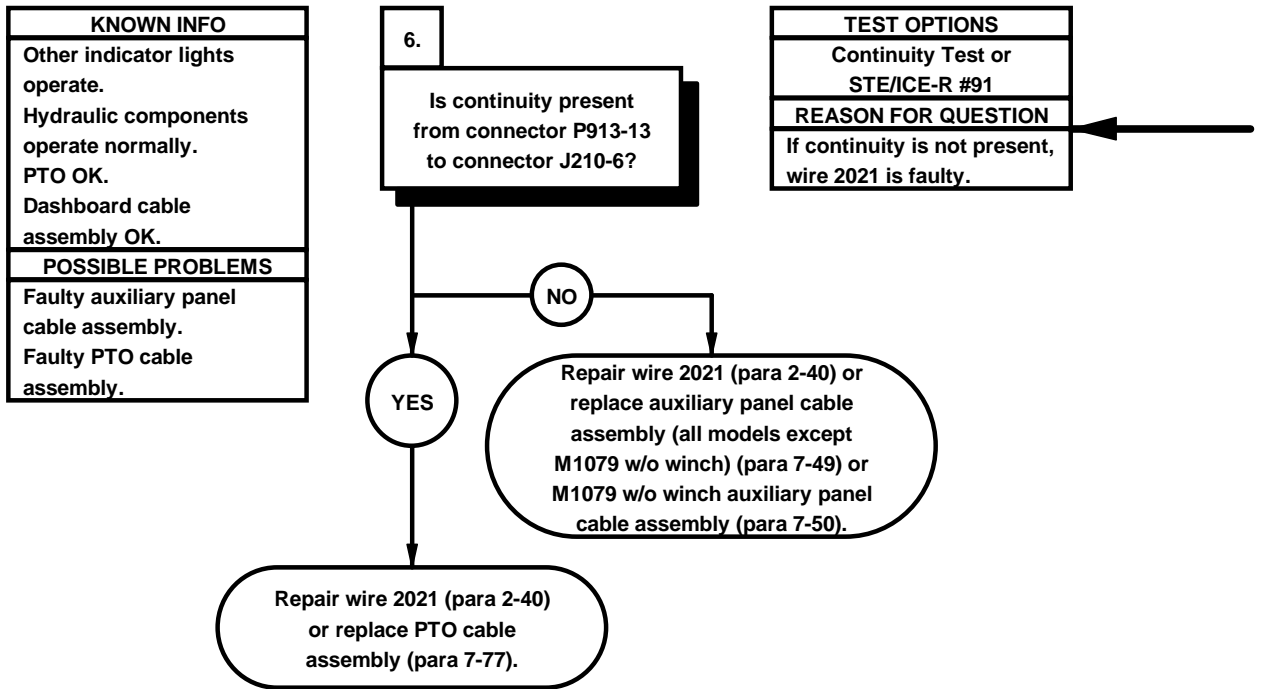 KNOWN INFO
Other indicator lights
operate.
Hydraulic components
operate normally.
PTO OK.
Dashboard cable
assembly OK.
POSSIBLE PROBLEMS
Faulty auxiliary panel
cable assembly.
Faulty PTO cable
assembly.
6.
Is continuity present
from connector P913-13
to connector J210-6?
TEST OPTIONS
Continuity Test or
STE/ICE-R #91
REASON FOR QUESTION
If continuity is not present,
wire 2021 is faulty.
NO
YES
Repair wire 2021 (para 2-40) or
replace auxiliary panel cable
assembly (all models except
M1079 w/o winch) (para 7-49) or
M1079 w/o winch auxiliary panel
cable assembly (para 7-50).
Repair wire 2021 (para 2-40)
or replace PTO cable
assembly (para 7-77).